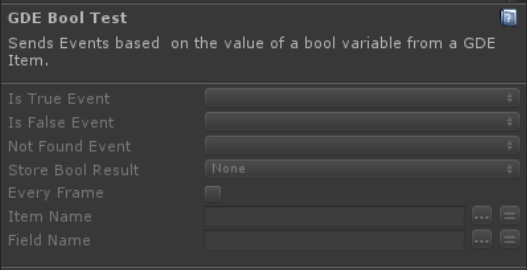 GDE Bool Test
Sends Events based  on the value of a bool variable from a GDE
Item.
Is True Event
Is False Event
Not Found Event
Store Bool Result None
Every Frame
Item Name ... =
Field Name ... =